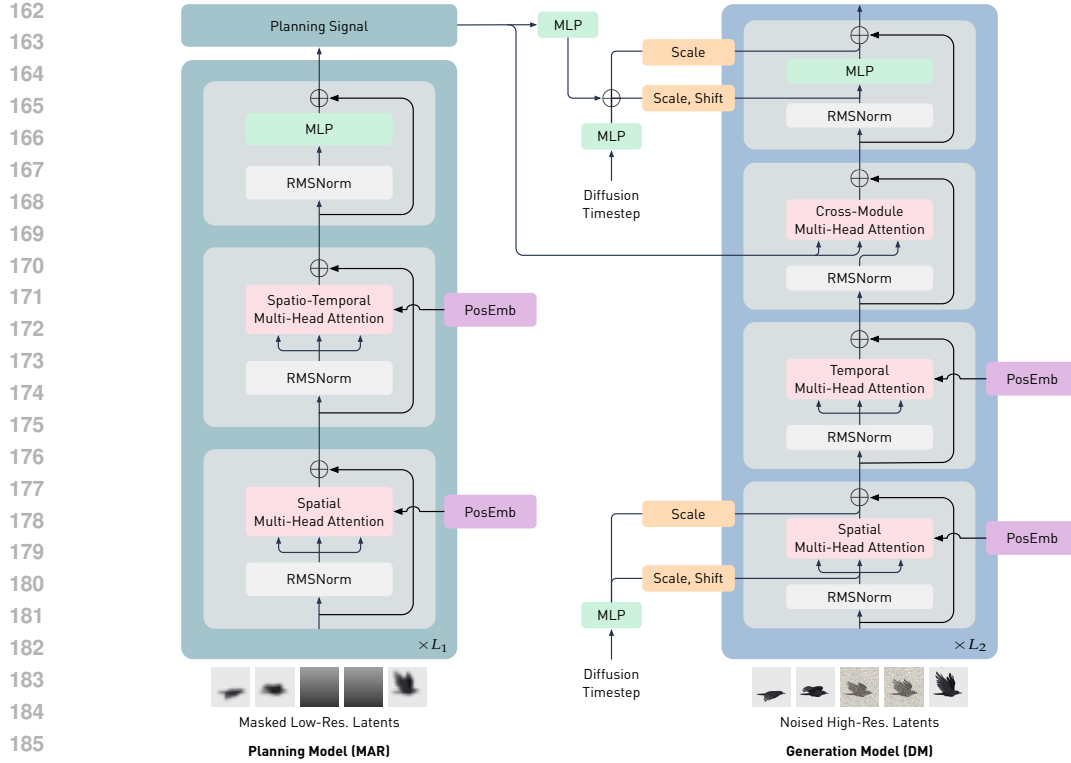 162
163
164
165
166
167
168
169
170
171
172
173
174
175
176
177
178
179
180
181
182
183
184
185
Planning Signal
MLP
RMSNorm
Spatio-Temporal
Multi-Head Attention
PosEmb
RMSNorm
Spatial
Multi-Head Attention
PosEmb
RMSNorm
×L₁
Masked Low-Res. Latents
Planning Model (MAR)
MLP
Scale
Scale, Shift
MLP
Diffusion
Timestep
Scale
Scale, Shift
MLP
Diffusion
Timestep
MLP
RMSNorm
Cross-Module
Multi-Head Attention
RMSNorm
Temporal
Multi-Head Attention
PosEmb
RMSNorm
Spatial
Multi-Head Attention
PosEmb
RMSNorm
×L₂
Noised High-Res. Latents
Generation Model (DM)